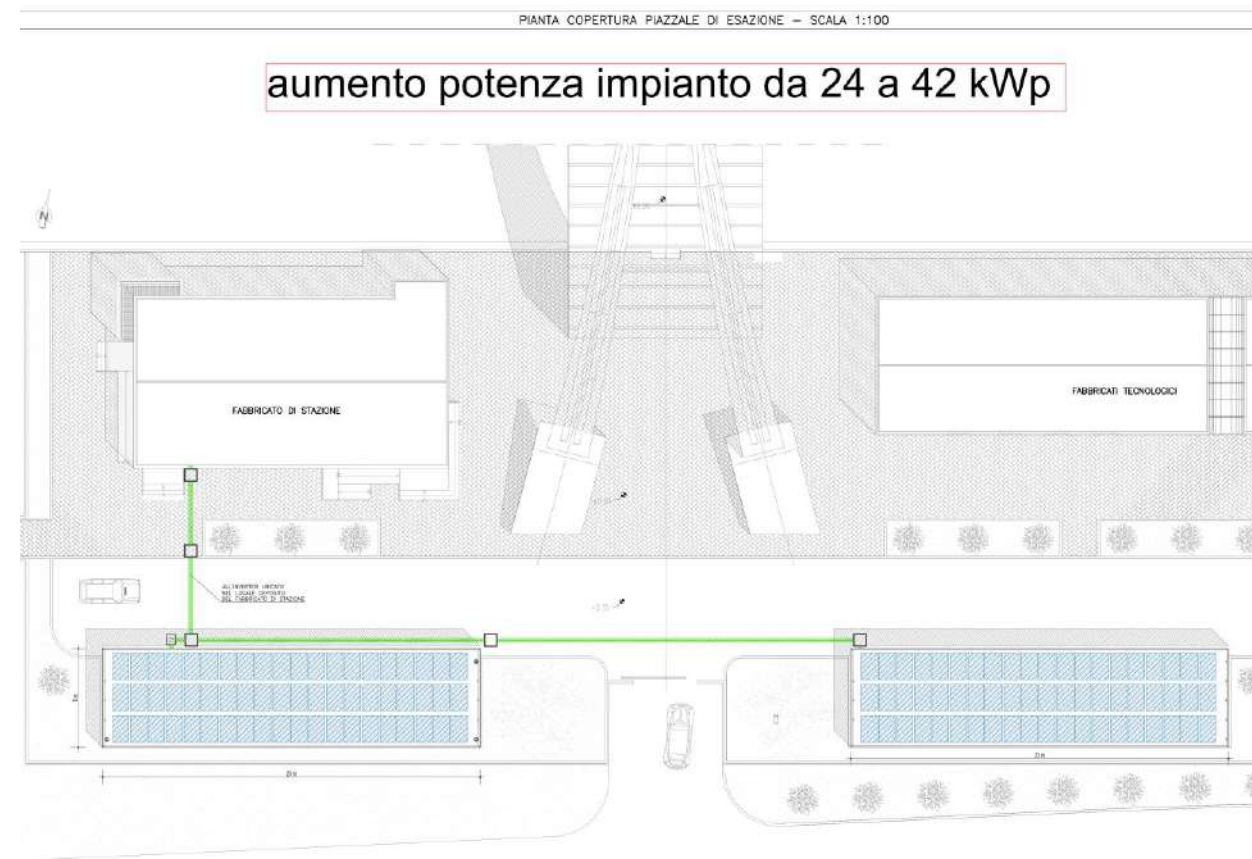 PIANTA COPERTURA PIAZZALE DI ESAZIONE – SCALA 1:100
aumento potenza impianto da 24 a 42 kWp
N
FABBRICATI TECNOLOGICI
FABBRICATO DI STAZIONE
ALL'INVERTER UBICATO
NEL LOCALE DEPOSITO
DEL FABBRICATO DI STAZIONE